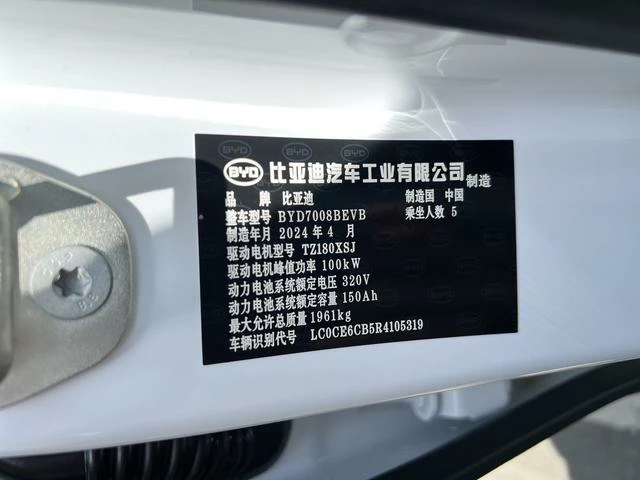 BYD 比亚迪汽车工业有限公司 制造
品 牌 比亚迪 制造国 中国
整车型号 BYD7008BEVB 乘坐人数 5
制造年月 2024年4 月
驱动电机型号 TZ180XSJ
驱动电机峰值功率 100kW
动力电池系统额定电压 320V
动力电池系统额定容量 150Ah
最大允许总质量 1961kg
车辆识别代号 LC0CE6CB5R4105319